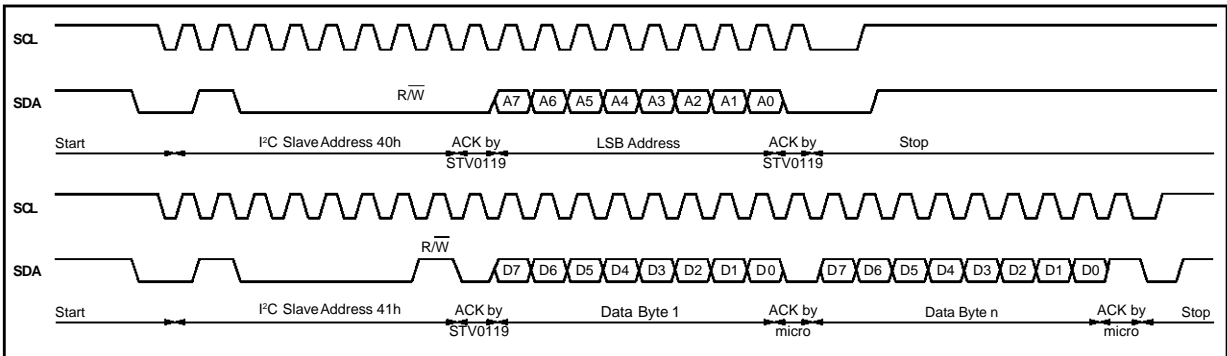 SCL
R/W
SDA A7 A6 A5 A4 A3 A2 A1 A0
Start I²C Slave Address 40h ACK by STV0119 LSB Address ACK by STV0119 Stop
SCL
R/W
SDA D7 D6 D5 D4 D3 D2 D1 D0 D7 D6 D5 D4 D3 D2 D1 D0
Start I²C Slave Address 41h ACK by STV0119 Data Byte 1 ACK by micro Data Byte n ACK by micro Stop